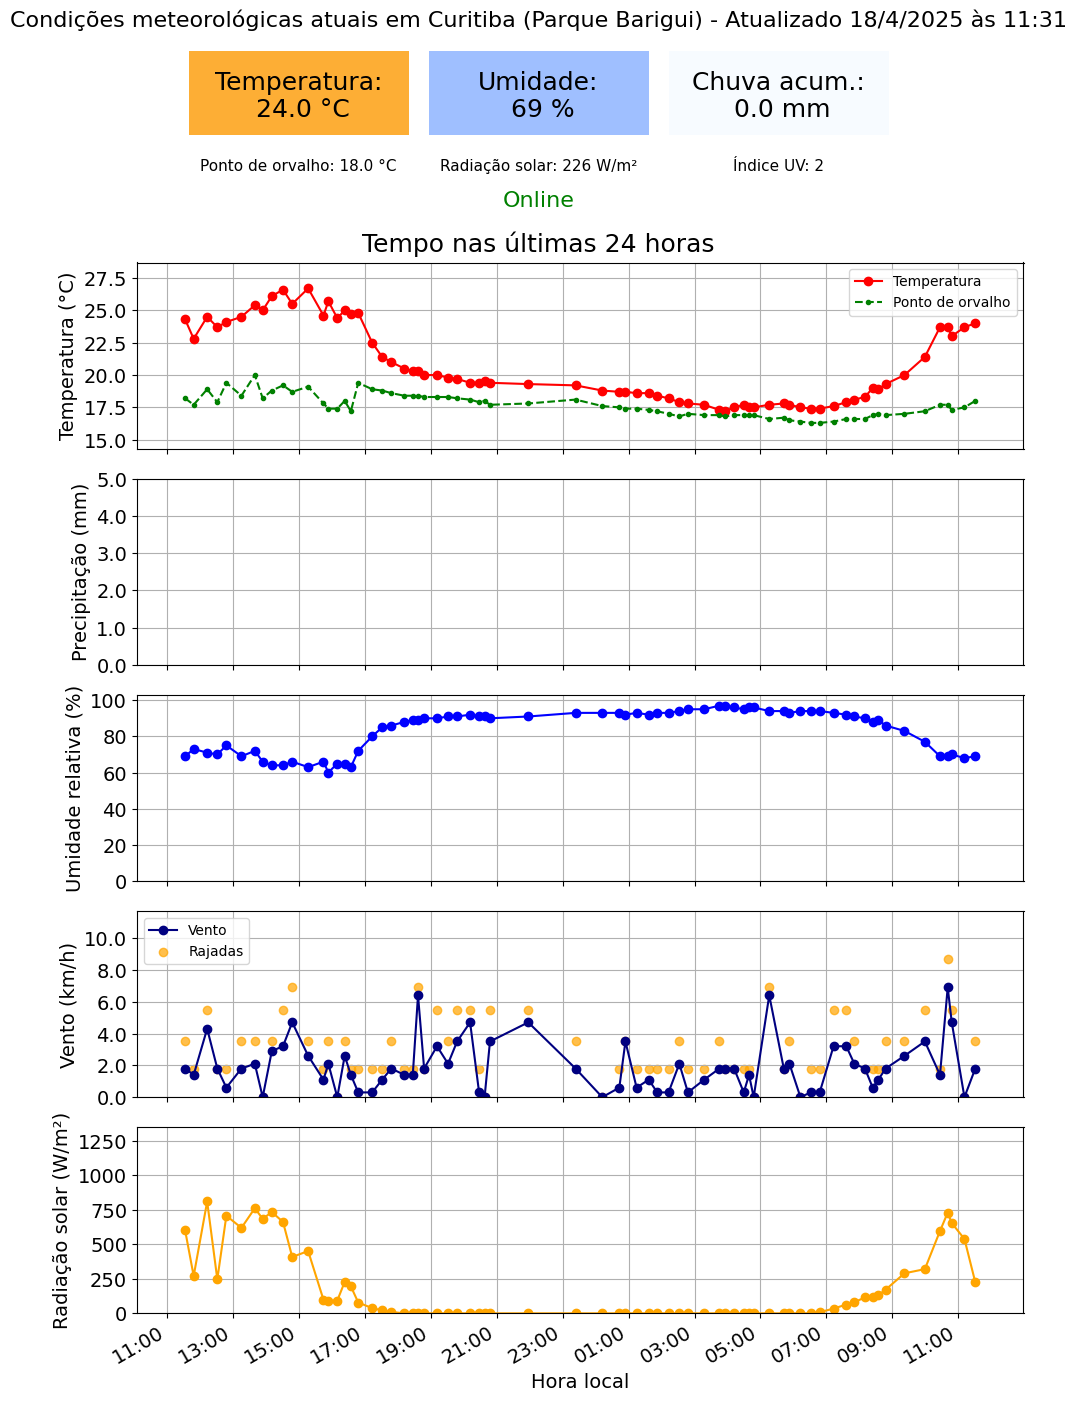 Condições meteorológicas atuais em Curitiba (Parque Barigui) - Atualizado 18/4/2025 às 11:31
Temperatura:
24.0 °C
Umidade:
69 %
Chuva acum.:
0.0 mm
Ponto de orvalho: 18.0 °C
Radiação solar: 226 W/m²
Índice UV: 2
Online
Tempo nas últimas 24 horas
Temperatura (°C)
27.5
25.0
22.5
20.0
17.5
15.0
Temperatura
Ponto de orvalho
Precipitação (mm)
5.0
4.0
3.0
2.0
1.0
0.0
Umidade relativa (%)
100
80
60
40
20
0
Vento (km/h)
10.0
8.0
6.0
4.0
2.0
0.0
Vento
Rajadas
Radiação solar (W/m²)
1250
1000
750
500
250
0
11:00
13:00
15:00
17:00
19:00
21:00
23:00
01:00
03:00
05:00
07:00
09:00
11:00
Hora local